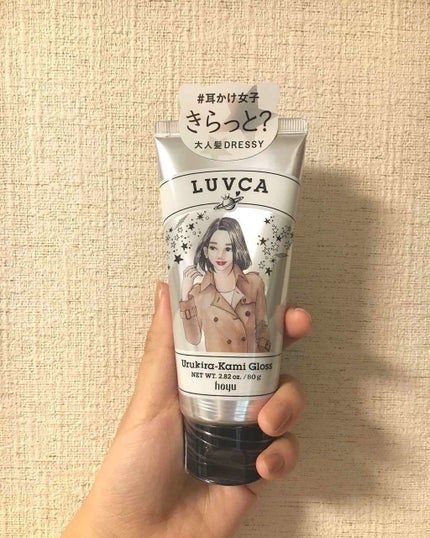 #耳かけ女子
きらっと?
大人髪DRESSY
LUVCA
Urukira-Kami Gloss
NET WT. 2.82 oz. / 80 g
hoyu